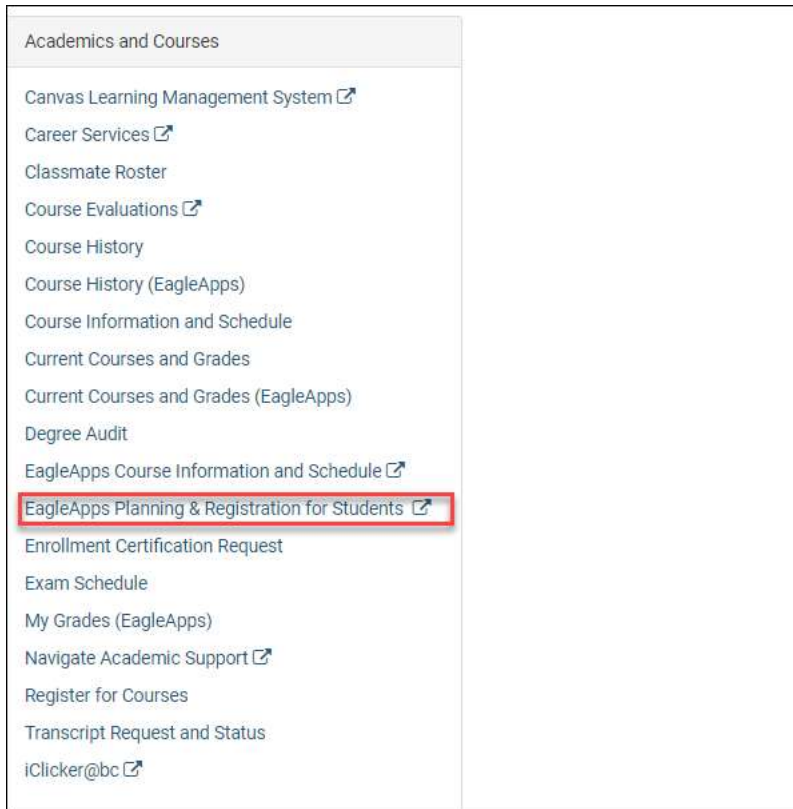 Academics and Courses
Canvas Learning Management System
Career Services
Classmate Roster
Course Evaluations
Course History
Course History (EagleApps)
Course Information and Schedule
Current Courses and Grades
Current Courses and Grades (EagleApps)
Degree Audit
EagleApps Course Information and Schedule
EagleApps Planning & Registration for Students
Enrollment Certification Request
Exam Schedule
My Grades (EagleApps)
Navigate Academic Support
Register for Courses
Transcript Request and Status
iClicker@bc